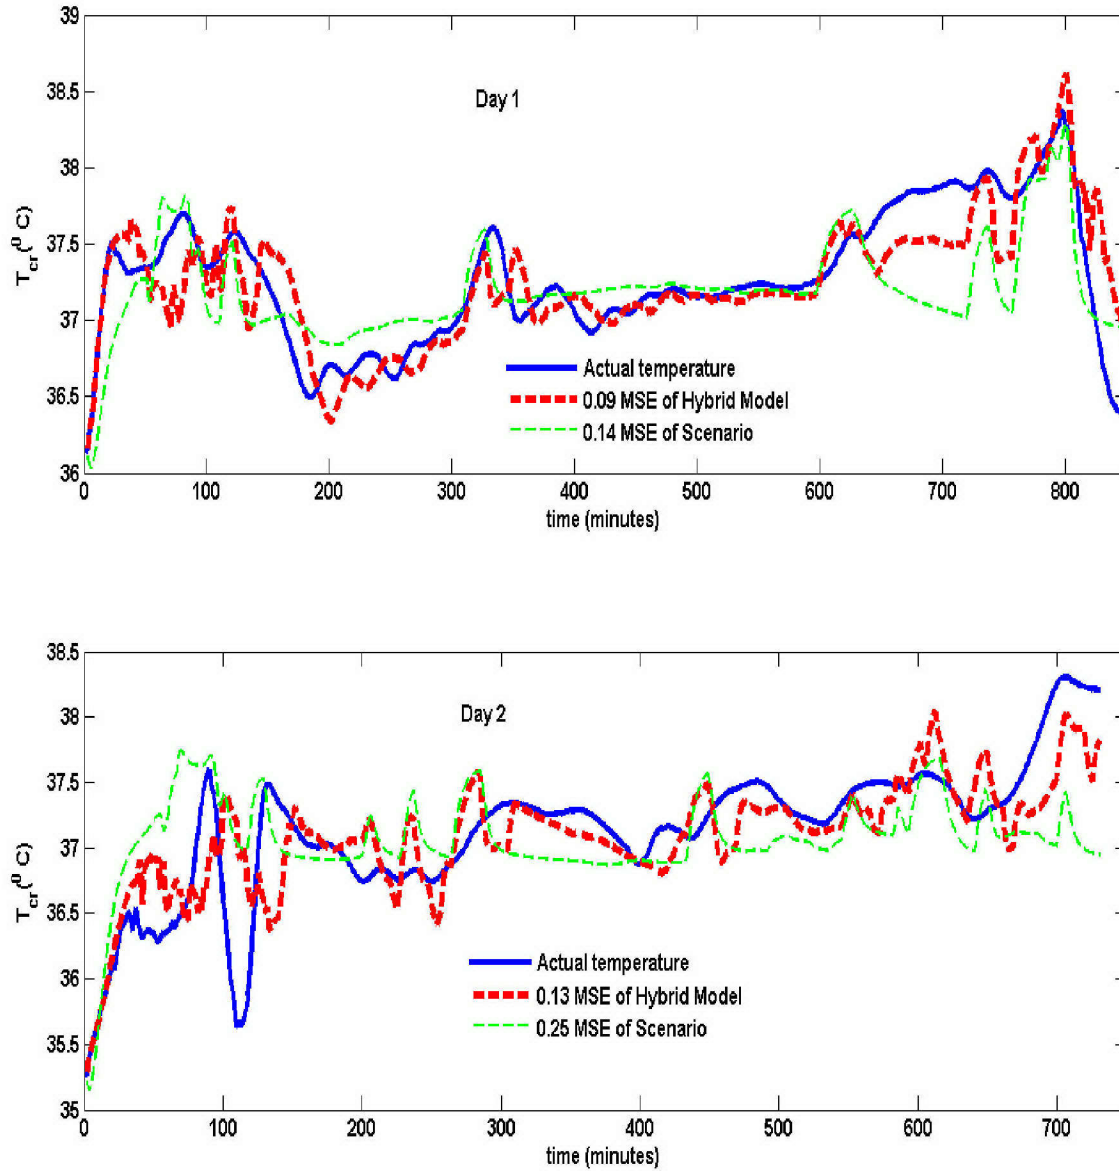 39
38.5
38
37.5
37
36.5
36
T_cr(⁰ C)
Day 1
Actual temperature
0.09 MSE of Hybrid Model
0.14 MSE of Scenario
0 100 200 300 400 500 600 700 800
time (minutes)
38.5
38
37.5
37
36.5
36
35.5
35
T_cr(⁰ C)
Day 2
Actual temperature
0.13 MSE of Hybrid Model
0.25 MSE of Scenario
0 100 200 300 400 500 600 700
time (minutes)